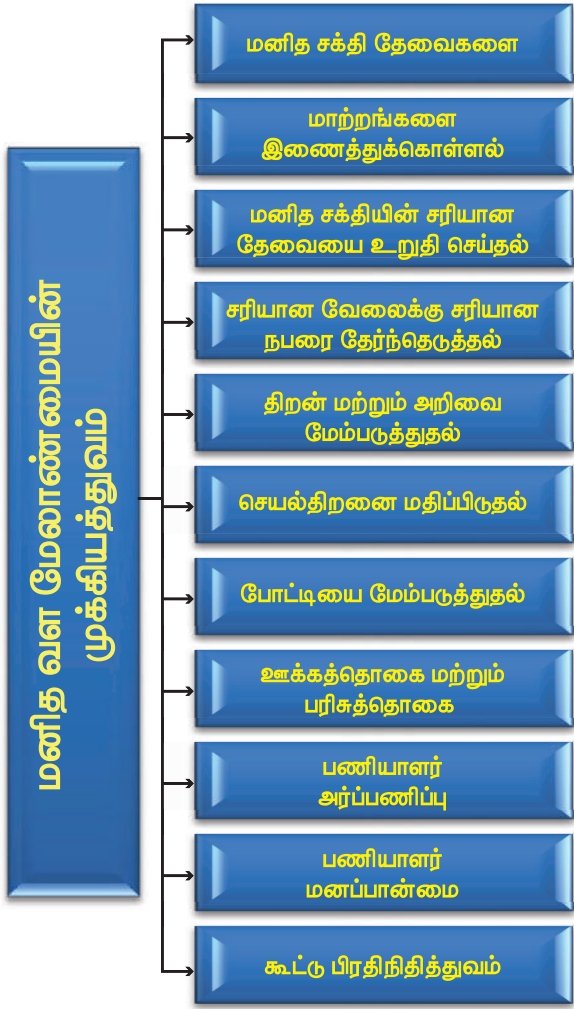 மனித வள மேலாண்மையின்
முக்கியத்துவம்
மனித சக்தி தேவைகளை
மாற்றங்களை
இணைத்துக்கொள்ளல்
மனித சக்தியின் சரியான
தேவையை உறுதி செய்தல்
சரியான வேலைக்கு சரியான
நபரை தேர்ந்தெடுத்தல்
திறன் மற்றும் அறிவை
மேம்படுத்துதல்
செயல்திறனை மதிப்பிடுதல்
போட்டியை மேம்படுத்துதல்
ஊக்கத்தொகை மற்றும்
பரிசுத்தொகை
பணியாளர்
அர்ப்பணிப்பு
பணியாளர்
மனப்பான்மை
கூட்டு பிரதிநிதித்துவம்